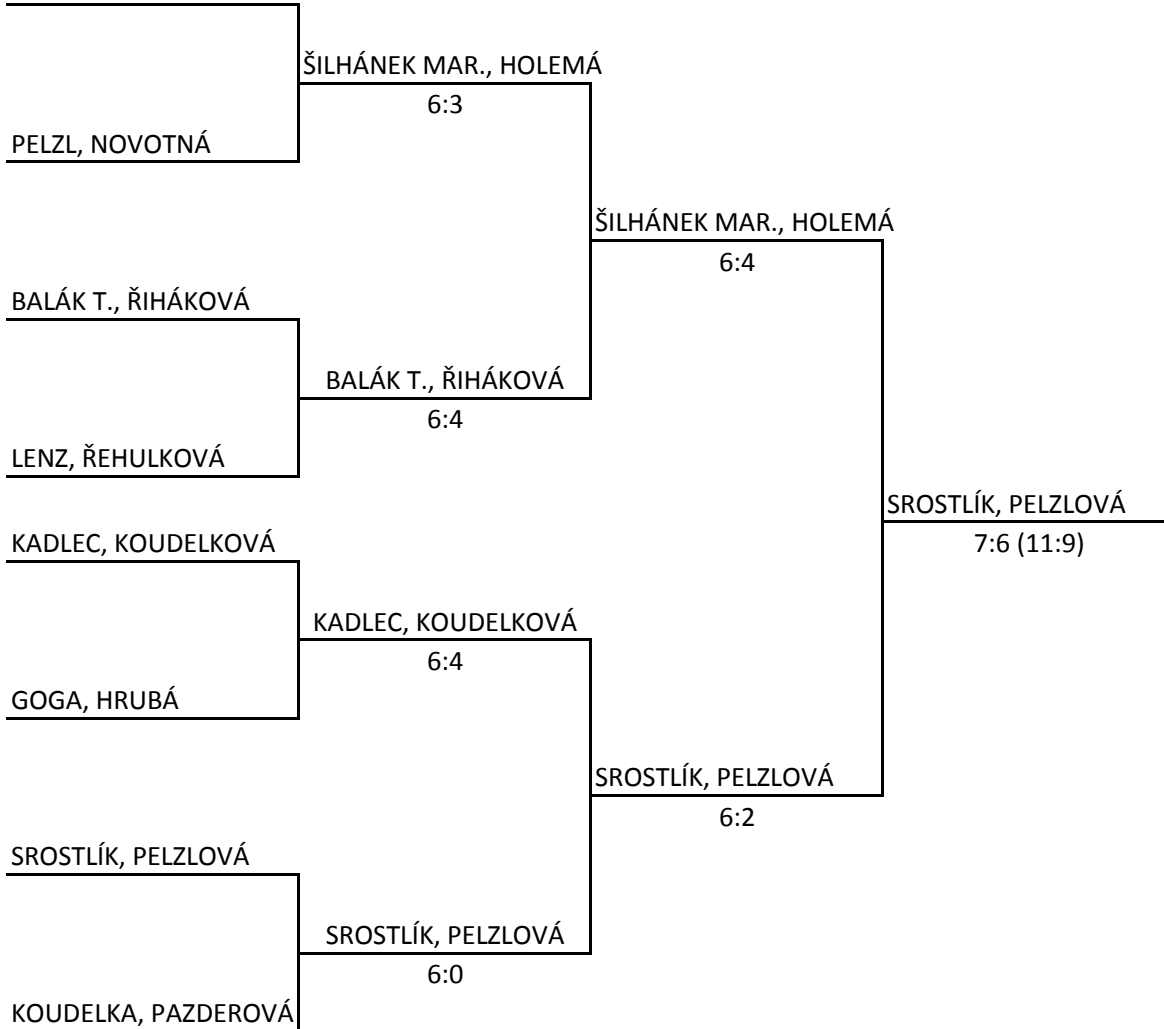 ŠILHÁNEK MAR., HOLEMÁ
6:3
PELZL, NOVOTNÁ
ŠILHÁNEK MAR., HOLEMÁ
6:4
BALÁK T., ŘIHÁKOVÁ
BALÁK T., ŘIHÁKOVÁ
6:4
LENZ, ŘEHULKOVÁ
SROSTLÍK, PELZLOVÁ
7:6 (11:9)
KADLEC, KOUDELKOVÁ
KADLEC, KOUDELKOVÁ
6:4
GOGA, HRUBÁ
SROSTLÍK, PELZLOVÁ
6:2
SROSTLÍK, PELZLOVÁ
SROSTLÍK, PELZLOVÁ
6:0
KOUDELKA, PAZDEROVÁ